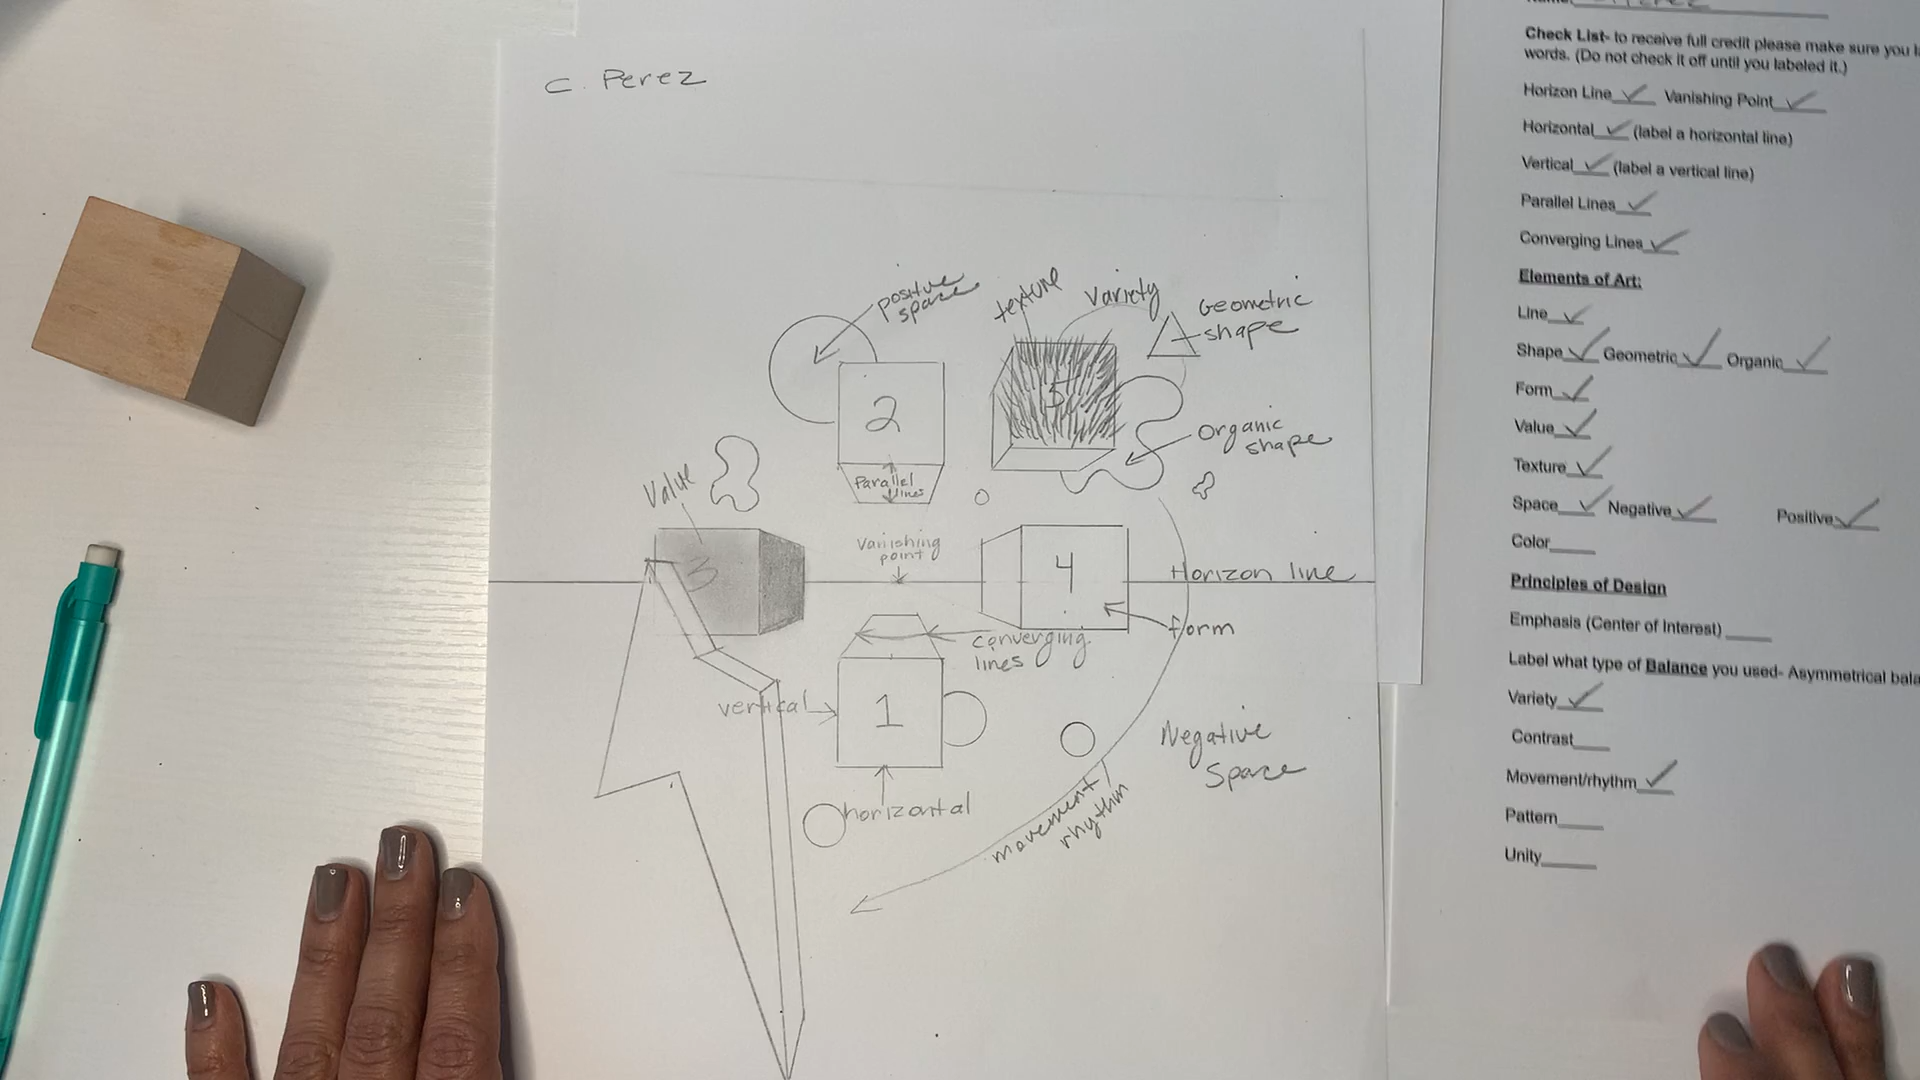 C. Perez
positive
space
texture
Variety
Geometric
shape
2
5
Parallel
lines
Organic
shape
Value
3
Vanishing
point
4
Horizon line
form
converging
lines
vertical
1
horizontal
Negative
Space
movement
rhythm
Check List- to receive full credit please make sure you
words. (Do not check it off until you labeled it.)
Horizon Line ✓ Vanishing Point ✓
Horizontal ✓ (label a horizontal line)
Vertical ✓ (label a vertical line)
Parallel Lines ✓
Converging Lines ✓
Elements of Art:
Line ✓
Shape ✓ Geometric ✓ Organic ✓
Form ✓
Value ✓
Texture ✓
Space ✓ Negative ✓ Positive ✓
Color____
Principles of Design
Emphasis (Center of Interest) ____
Label what type of Balance you used- Asymmetrical
Variety ✓
Contrast____
Movement/rhythm ✓
Pattern____
Unity____